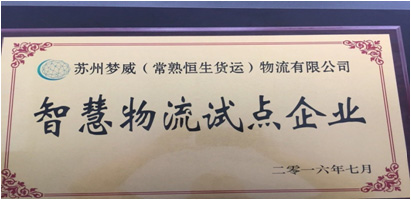 苏州梦威（常熟恒生货运）物流有限公司
智慧物流试点企业
二零一六年七月